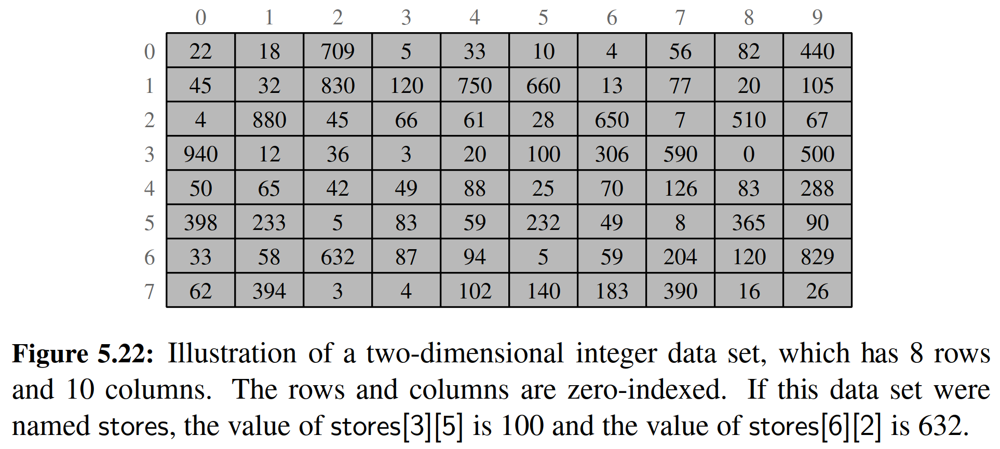 0 1 2 3 4 5 6 7 8 9
0 22 18 709 5 33 10 4 56 82 440
1 45 32 830 120 750 660 13 77 20 105
2 4 880 45 66 61 28 650 7 510 67
3 940 12 36 3 20 100 306 590 0 500
4 50 65 42 49 88 25 70 126 83 288
5 398 233 5 83 59 232 49 8 365 90
6 33 58 632 87 94 5 59 204 120 829
7 62 394 3 4 102 140 183 390 16 26
Figure 5.22: Illustration of a two-dimensional integer data set, which has 8 rows
and 10 columns. The rows and columns are zero-indexed. If this data set were
named stores, the value of stores[3][5] is 100 and the value of stores[6][2] is 632.